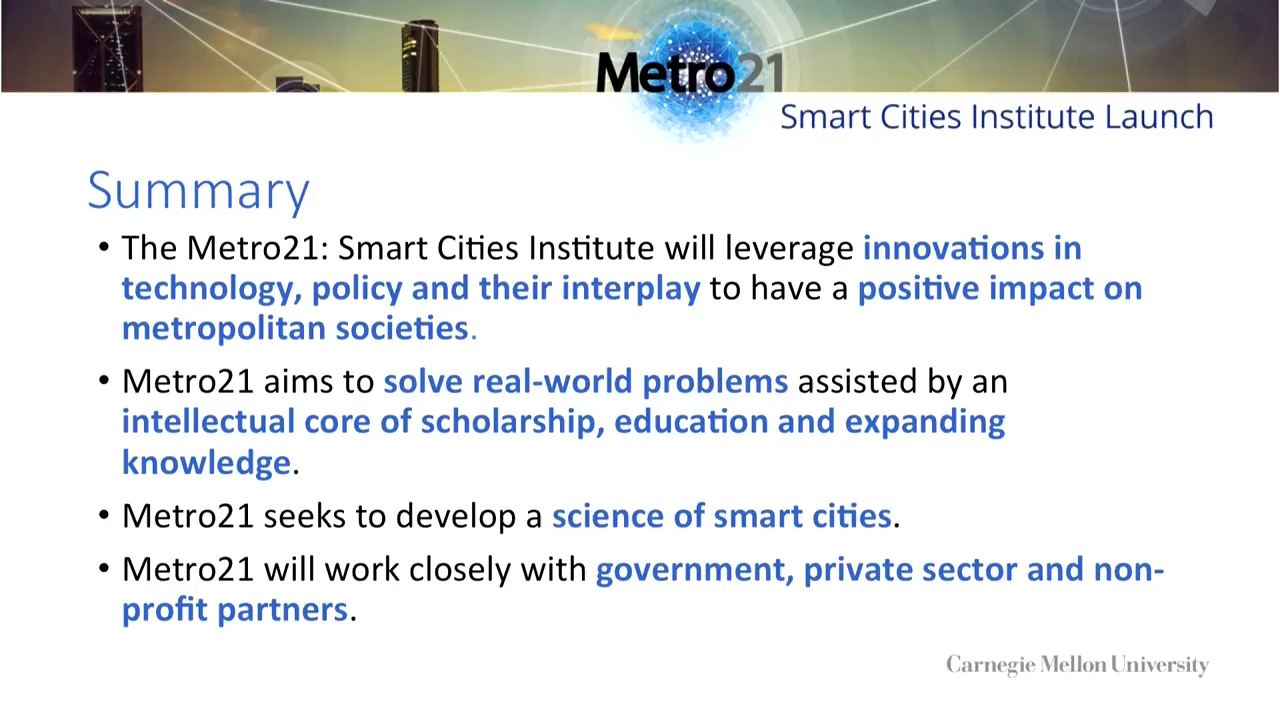 Metro21
Smart Cities Institute Launch
Summary
• The Metro21: Smart Cities Institute will leverage innovations in
technology, policy and their interplay to have a positive impact on
metropolitan societies.
• Metro21 aims to solve real-world problems assisted by an
intellectual core of scholarship, education and expanding
knowledge.
• Metro21 seeks to develop a science of smart cities.
• Metro21 will work closely with government, private sector and non-
profit partners.
Carnegie Mellon University